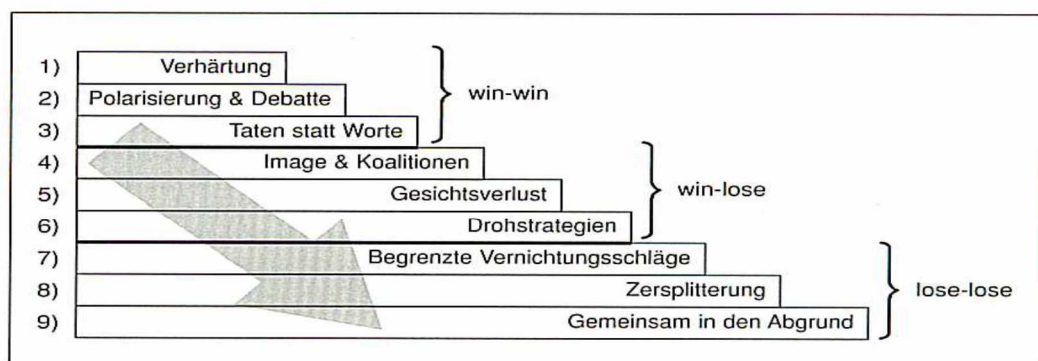 1) Verhärtung
2) Polarisierung & Debatte
win-win
3) Taten statt Worte
4) Image & Koalitionen
5) Gesichtsverlust
win-lose
6) Drohstrategien
7) Begrenzte Vernichtungsschläge
8) Zersplitterung
lose-lose
9) Gemeinsam in den Abgrund